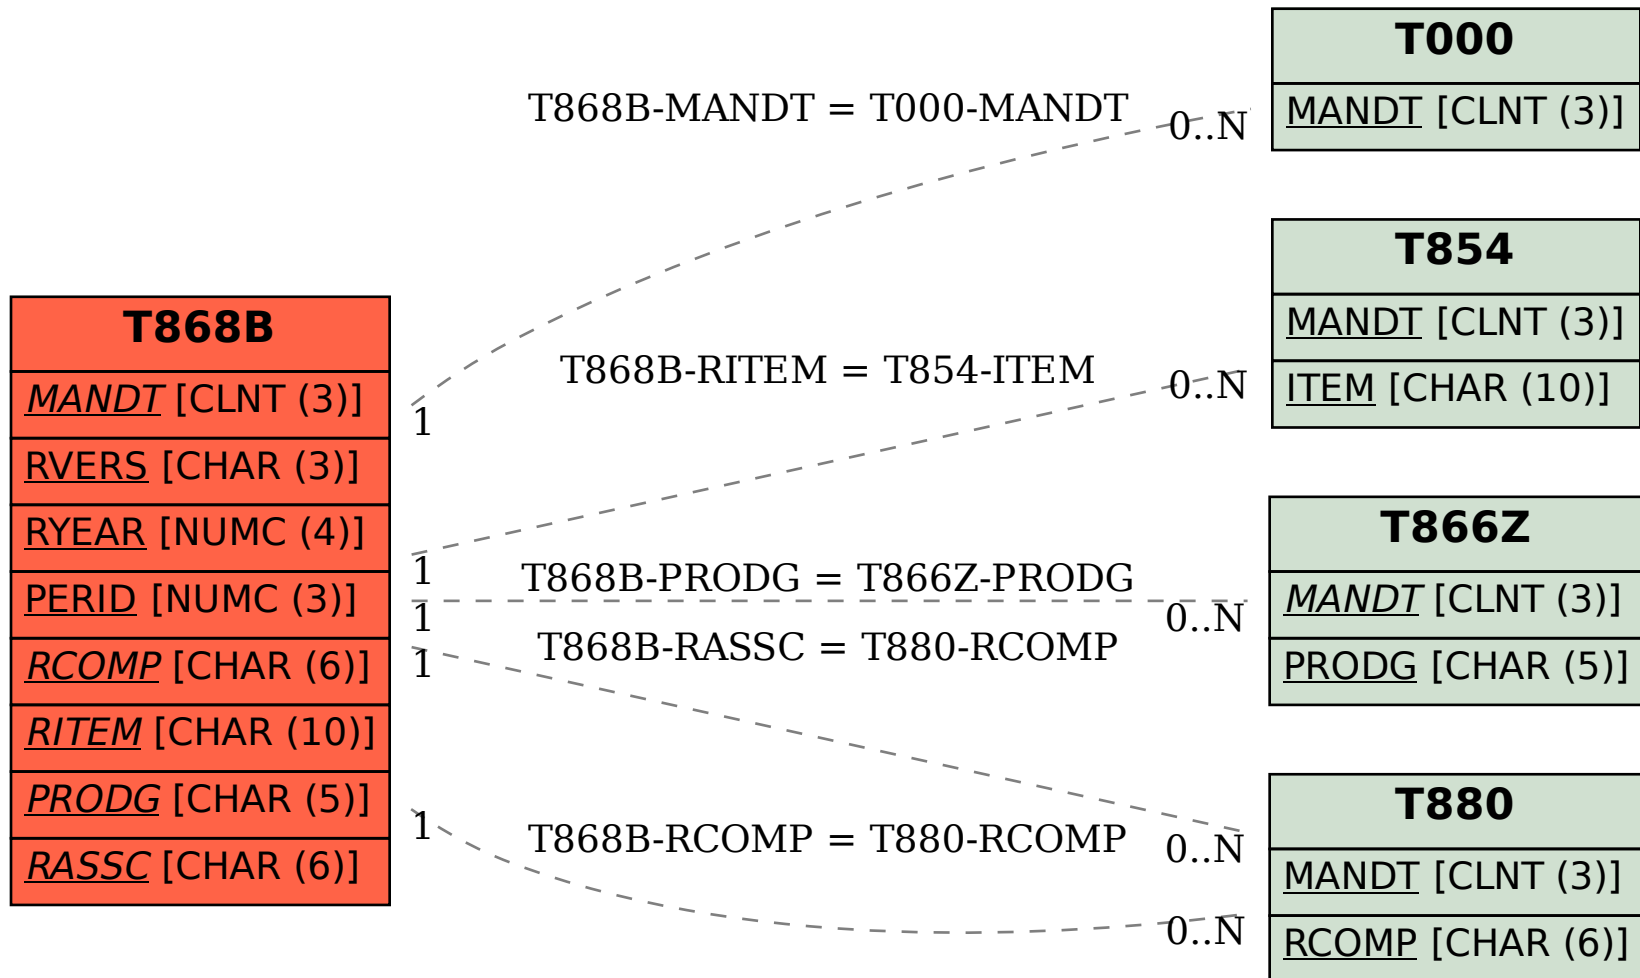 T000
MANDT [CLNT (3)]
T868B-MANDT = T000-MANDT
0..N
T854
MANDT [CLNT (3)]
ITEM [CHAR (10)]
T868B-RITEM = T854-ITEM
0..N
T868B
MANDT [CLNT (3)]
RVERS [CHAR (3)]
RYEAR [NUMC (4)]
PERID [NUMC (3)]
RCOMP [CHAR (6)]
RITEM [CHAR (10)]
PRODG [CHAR (5)]
RASSC [CHAR (6)]
1
1
1
1
1
T868B-PRODG = T866Z-PRODG
0..N
T868B-RASSC = T880-RCOMP
0..N
T868B-RCOMP = T880-RCOMP
0..N
T866Z
MANDT [CLNT (3)]
PRODG [CHAR (5)]
T880
MANDT [CLNT (3)]
RCOMP [CHAR (6)]